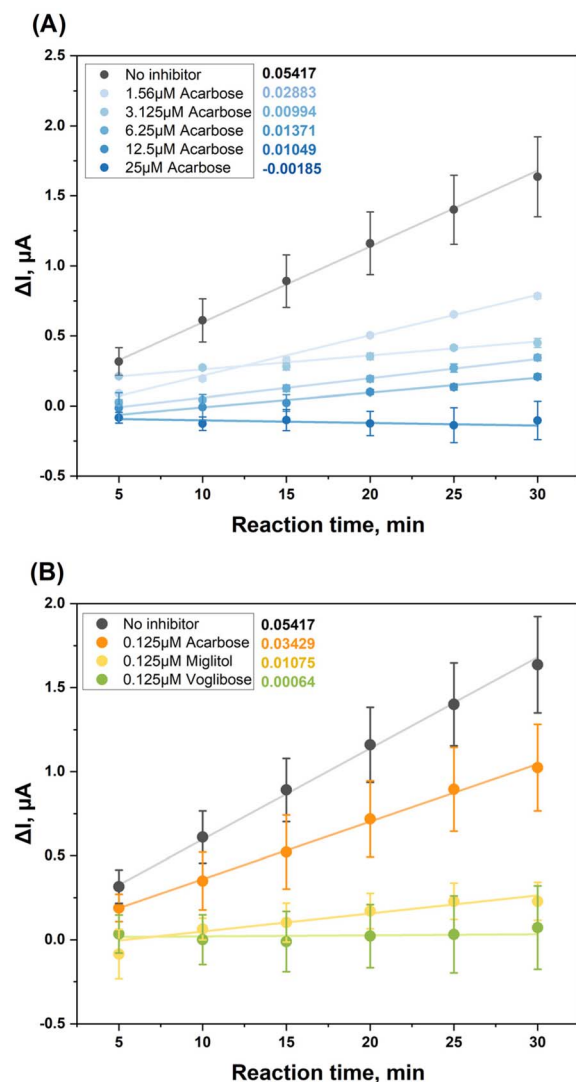 (A)
2.5
No inhibitor 0.05417
1.56µM Acarbose 0.02883
2.0
3.125µM Acarbose 0.00994
6.25µM Acarbose 0.01371
12.5µM Acarbose 0.01049
25µM Acarbose -0.00185
1.5
ΔI, µA
1.0
0.5
0.0
-0.5
5 10 15 20 25 30
Reaction time, min
(B)
2.0
No inhibitor 0.05417
0.125µM Acarbose 0.03429
0.125µM Miglitol 0.01075
0.125µM Voglibose 0.00064
1.5
1.0
ΔI, µA
0.5
0.0
-0.5
5 10 15 20 25 30
Reaction time, min